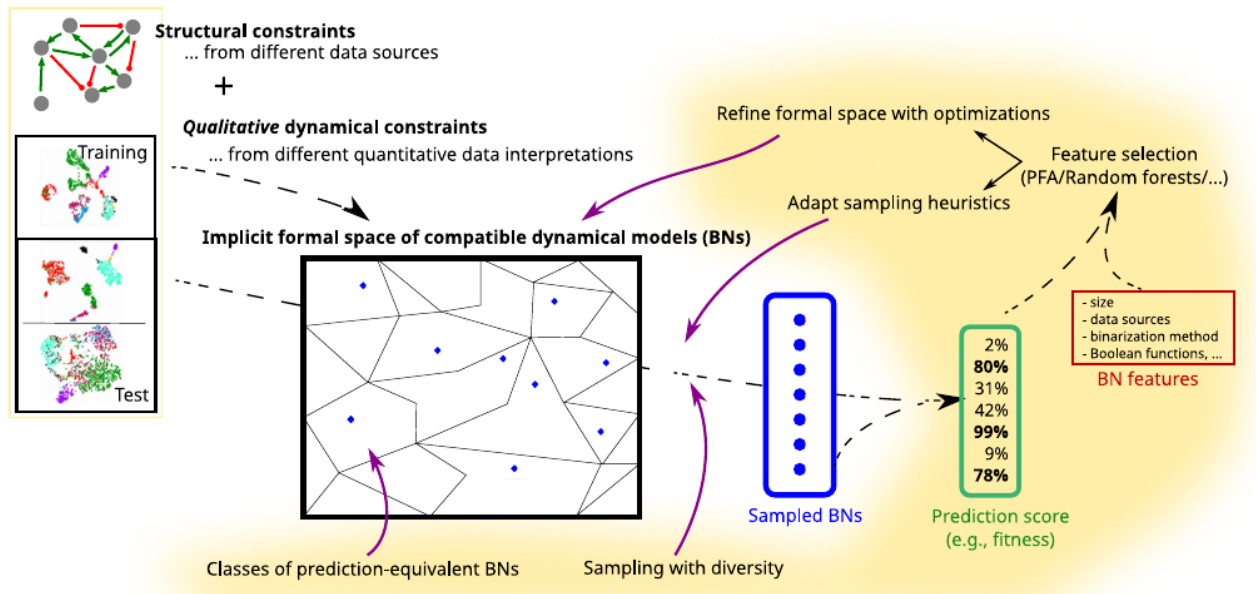 Structural constraints
... from different data sources
+
Qualitative dynamical constraints
... from different quantitative data interpretations
Training
Test
Implicit formal space of compatible dynamical models (BNs)
Refine formal space with optimizations
Adapt sampling heuristics
Feature selection
(PFA/Random forests/...)
- size
- data sources
- binarization method
- Boolean functions, ...
BN features
2%
80%
31%
42%
99%
9%
78%
Sampled BNs
Prediction score
(e.g., fitness)
Classes of prediction-equivalent BNs
Sampling with diversity